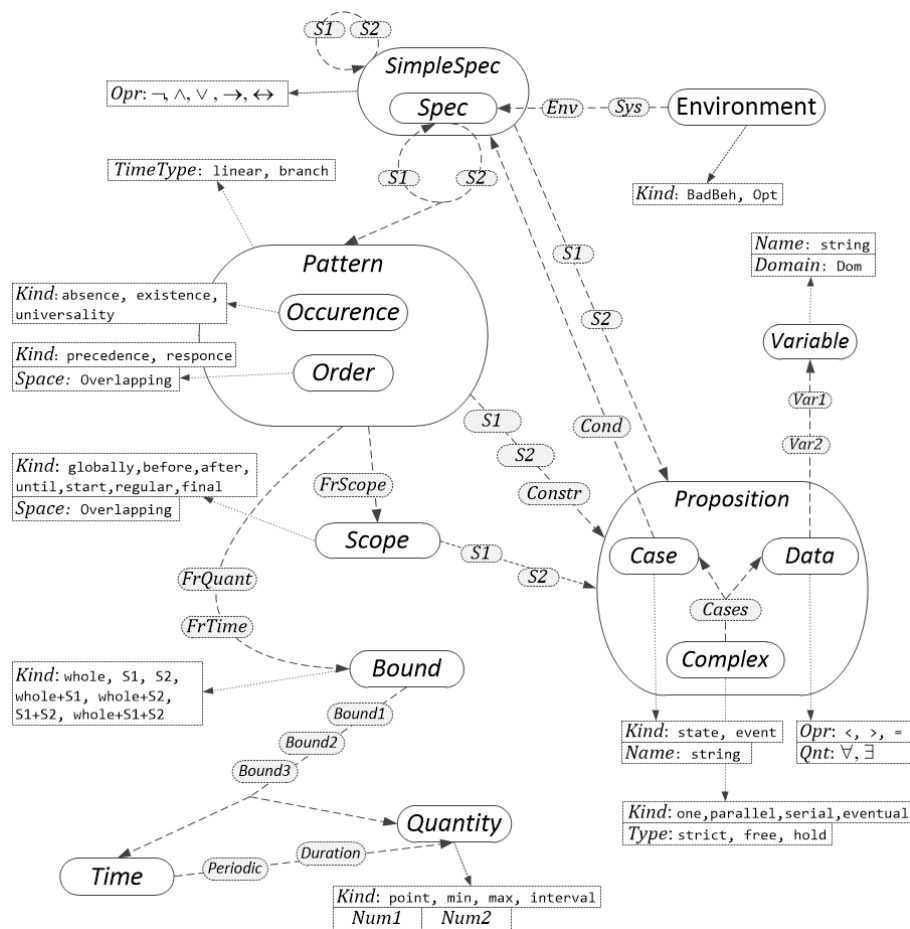 S1 S2
SimpleSpec
Opr: ¬, ∧, ∨ , →, ↔
Spec
Env
Sys
Environment
TimeType: linear, branch
S1
S2
Kind: BadBeh, Opt
Pattern
S1
Name: string
Domain: Dom
Kind: absence, existence,
universality
Occurence
S2
Variable
Kind: precedence, responce
Space: Overlapping
Order
Var1
S1
Cond
Var2
S2
Kind: globally,before,after,
until,start,regular,final
Space: Overlapping
FrScope
Constr
Proposition
Scope
S1
S2
Case
Data
FrQuant
Cases
FrTime
Complex
Kind: whole, S1, S2,
whole+S1, whole+S2,
S1+S2, whole+S1+S2
Bound
Bound1
Bound2
Bound3
Kind: state, event
Name: string
Opr: <, >, =
Qnt: ∀, ∃
Quantity
Kind: one,parallel,serial,eventual
Type: strict, free, hold
Time
Periodic
Duration
Kind: point, min, max, interval
Num1 Num2